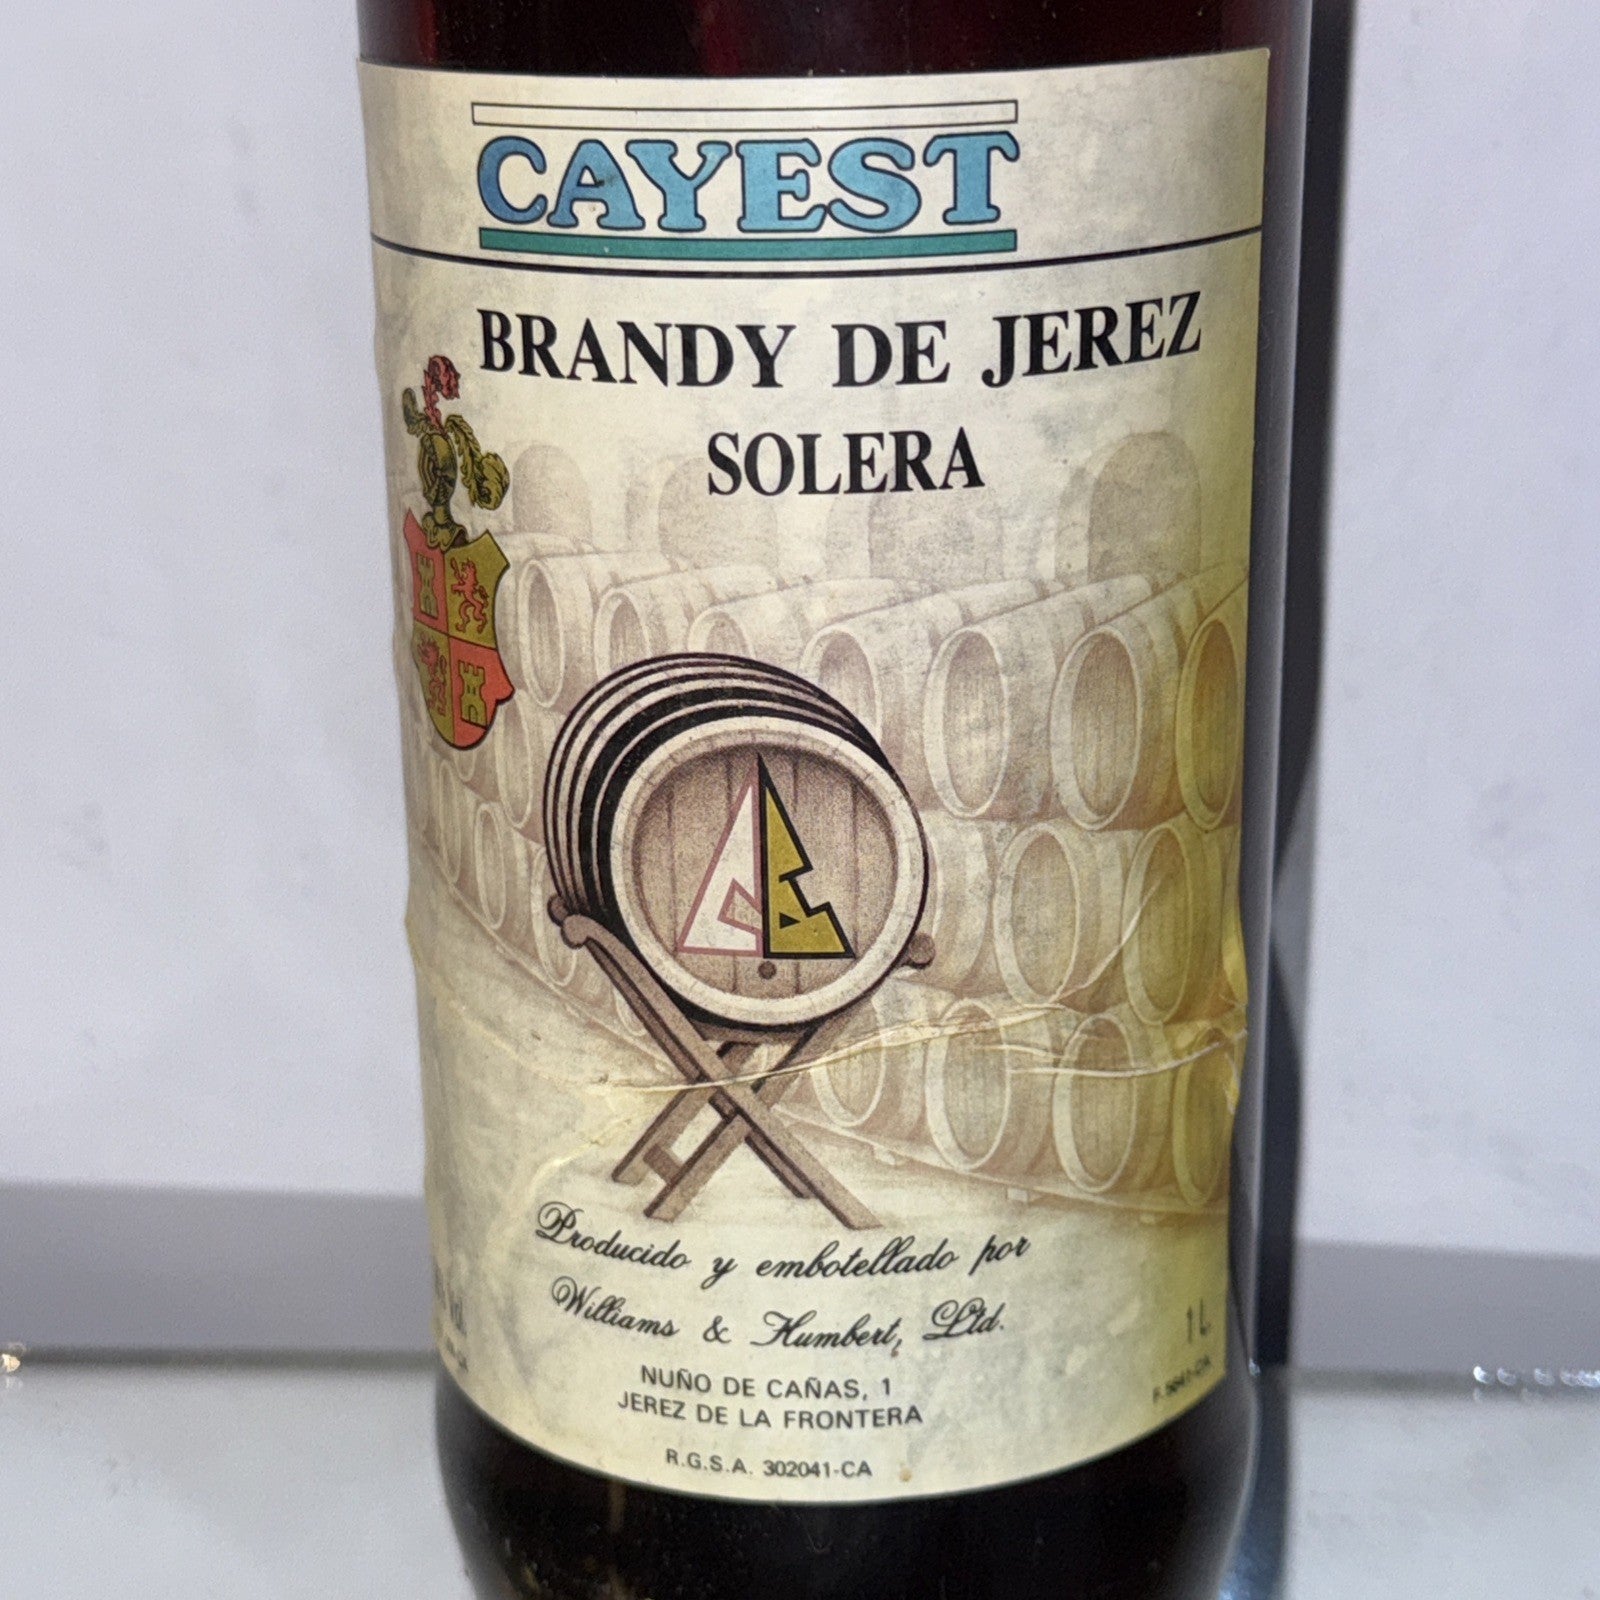 CAYEST
BRANDY DE JEREZ
SOLERA
Producido y embotellado por
Williams & Humbert, Ltd.
NUÑO DE CAÑAS, 1
JEREZ DE LA FRONTERA
R.G.S.A. 302041-CA
Vol.
1 L.